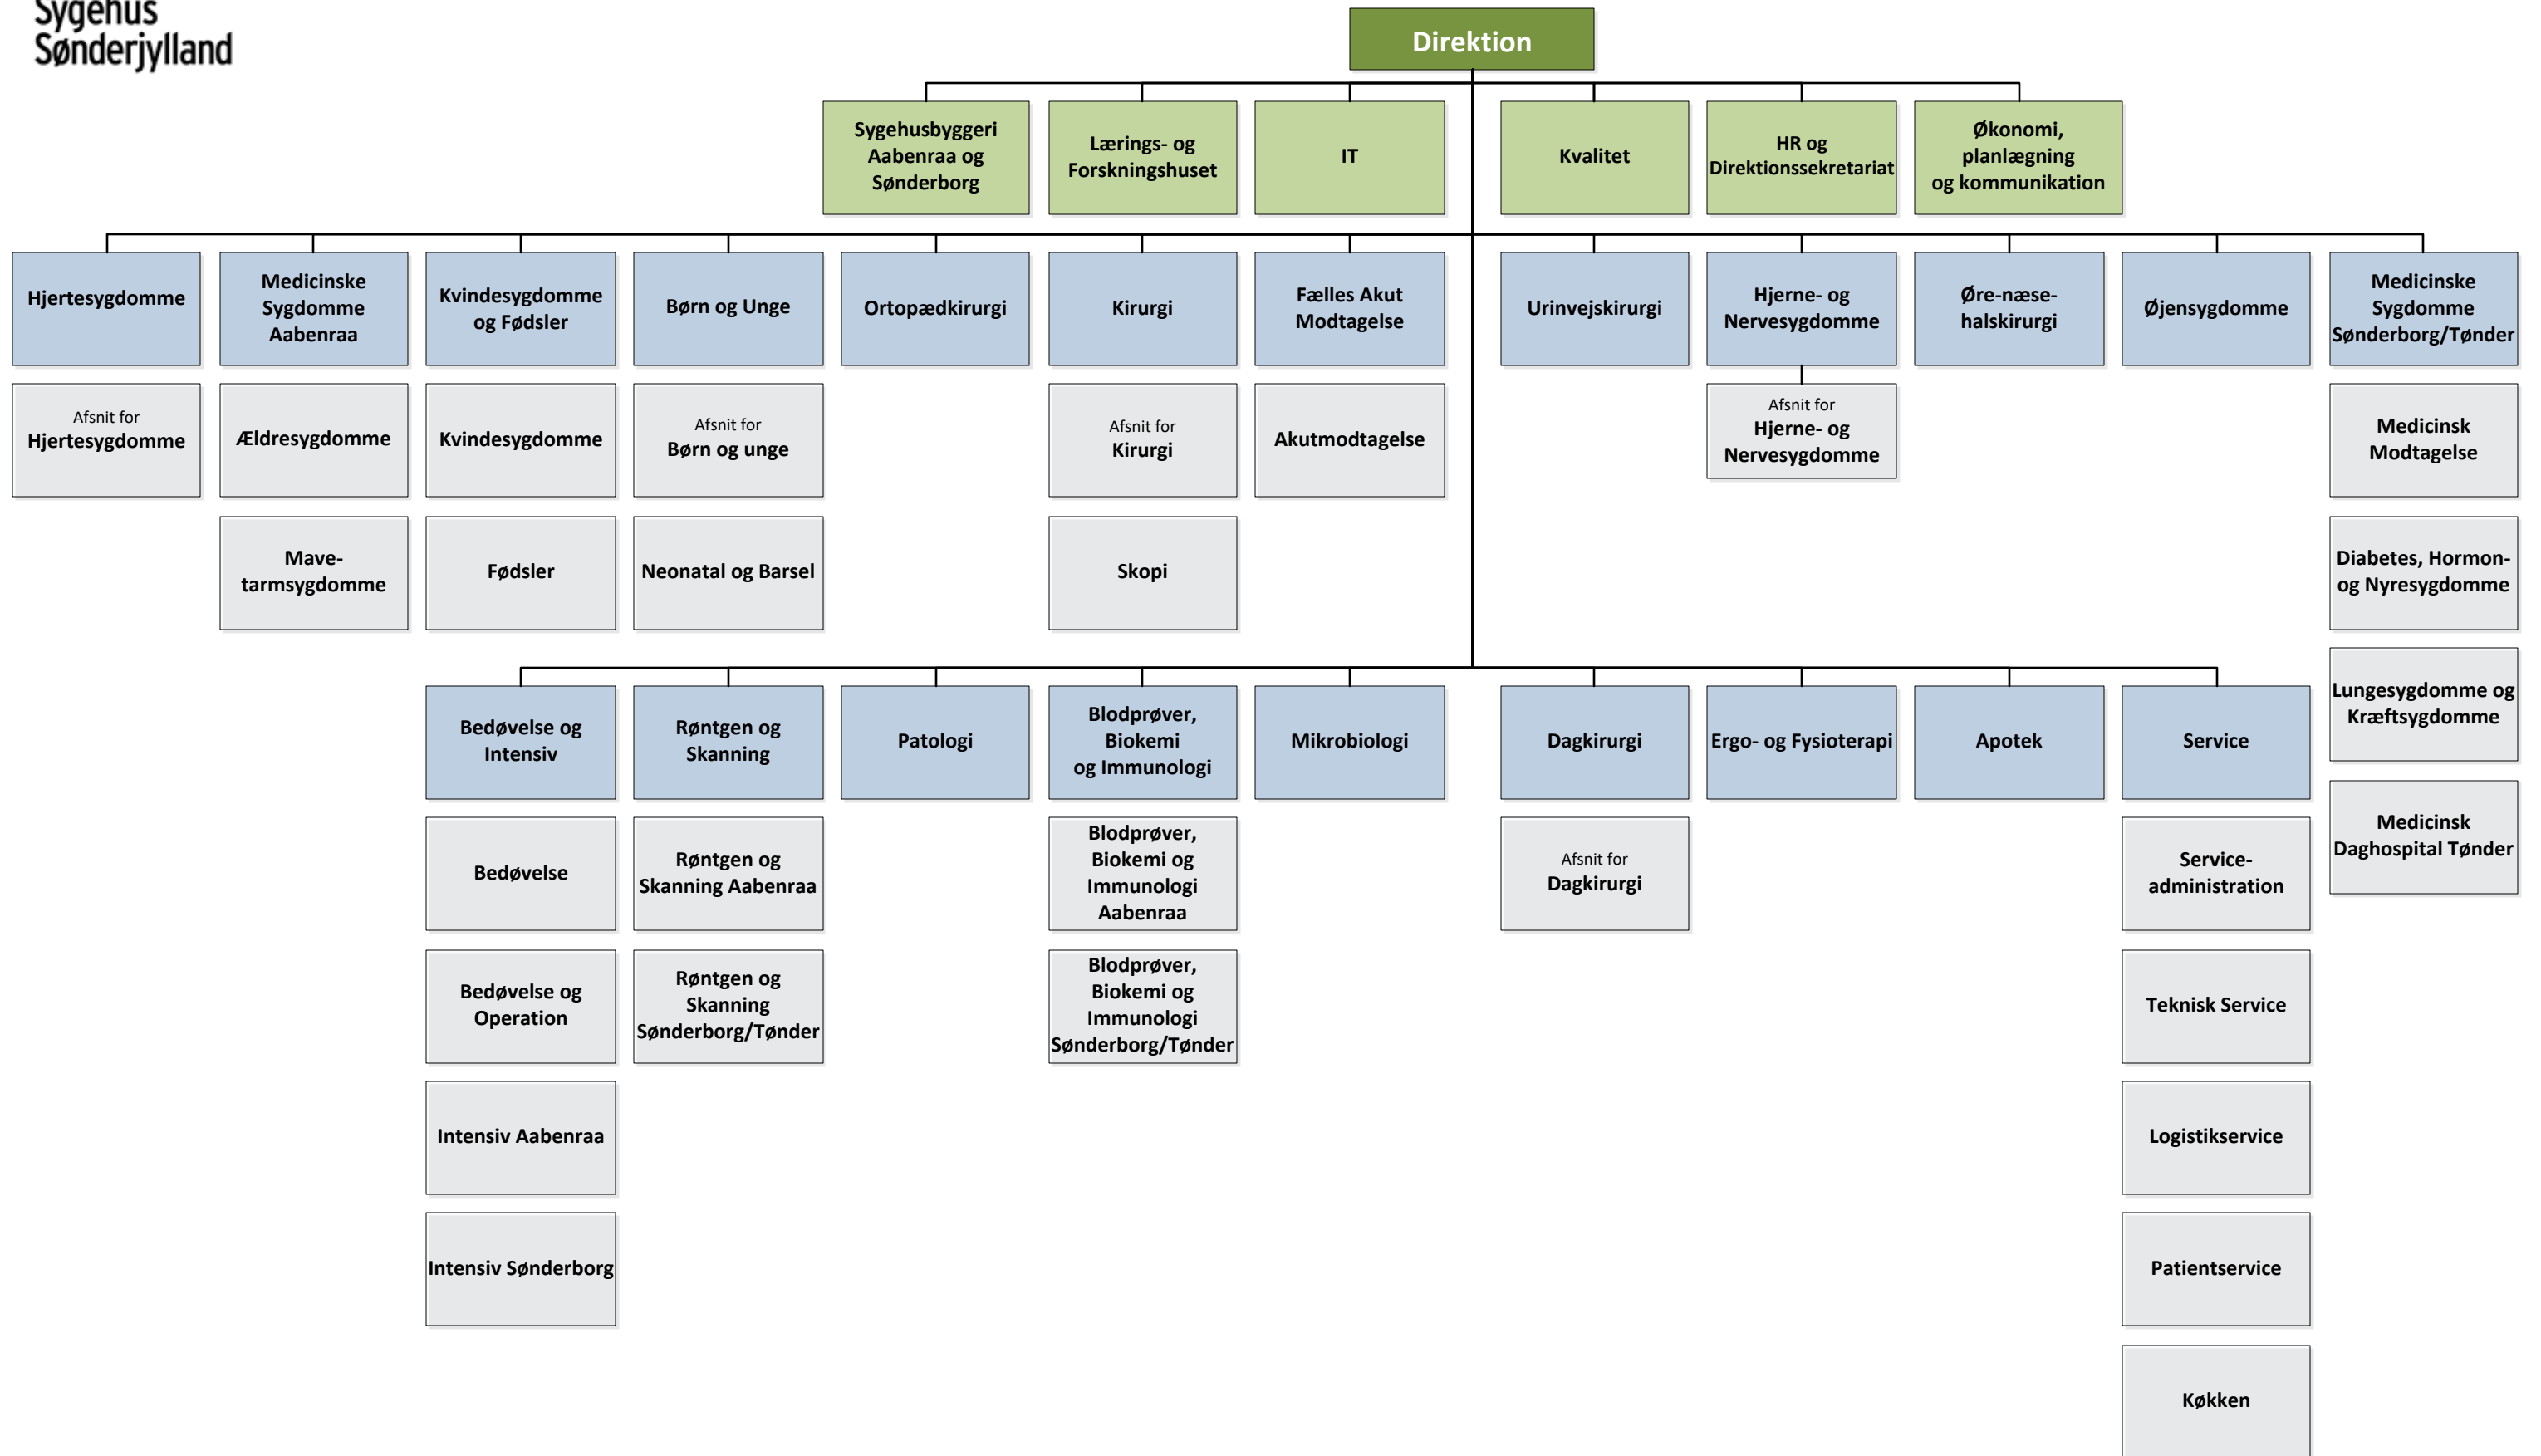 Sygehus
Sønderjylland
Direktion
Sygehusbyggeri
Aabenraa og
Sønderborg
Lærings- og
Forskningshuset
IT
Kvalitet
HR og
Direktionssekretariat
Økonomi,
planlægning
og kommunikation
Hjertesygdomme
Medicinske
Sygdomme
Aabenraa
Kvindesygdomme
og Fødsler
Børn og Unge
Ortopædkirurgi
Kirurgi
Fælles Akut
Modtagelse
Urinvejskirurgi
Hjerne- og
Nervesygdomme
Øre-næse-
halskirurgi
Øjensygdomme
Medicinske
Sygdomme
Sønderborg/Tønder
Afsnit for
Hjertesygdomme
Ældresygdomme
Kvindesygdomme
Afsnit for
Børn og unge
Afsnit for
Kirurgi
Akutmodtagelse
Afsnit for
Hjerne- og
Nervesygdomme
Medicinsk
Modtagelse
Mave-
tarmsygdomme
Fødsler
Neonatal og Barsel
Skopi
Diabetes, Hormon-
og Nyresygdomme
Lungesygdomme og
Kræftsygdomme
Medicinsk
Daghospital Tønder
Bedøvelse og
Intensiv
Røntgen og
Skanning
Patologi
Blodprøver,
Biokemi
og Immunologi
Mikrobiologi
Dagkirurgi
Ergo- og Fysioterapi
Apotek
Service
Bedøvelse
Røntgen og
Skanning Aabenraa
Blodprøver,
Biokemi og
Immunologi
Aabenraa
Afsnit for
Dagkirurgi
Service-
administration
Bedøvelse og
Operation
Røntgen og
Skanning
Sønderborg/Tønder
Blodprøver,
Biokemi og
Immunologi
Sønderborg/Tønder
Teknisk Service
Intensiv Aabenraa
Logistikservice
Intensiv Sønderborg
Patientservice
Køkken